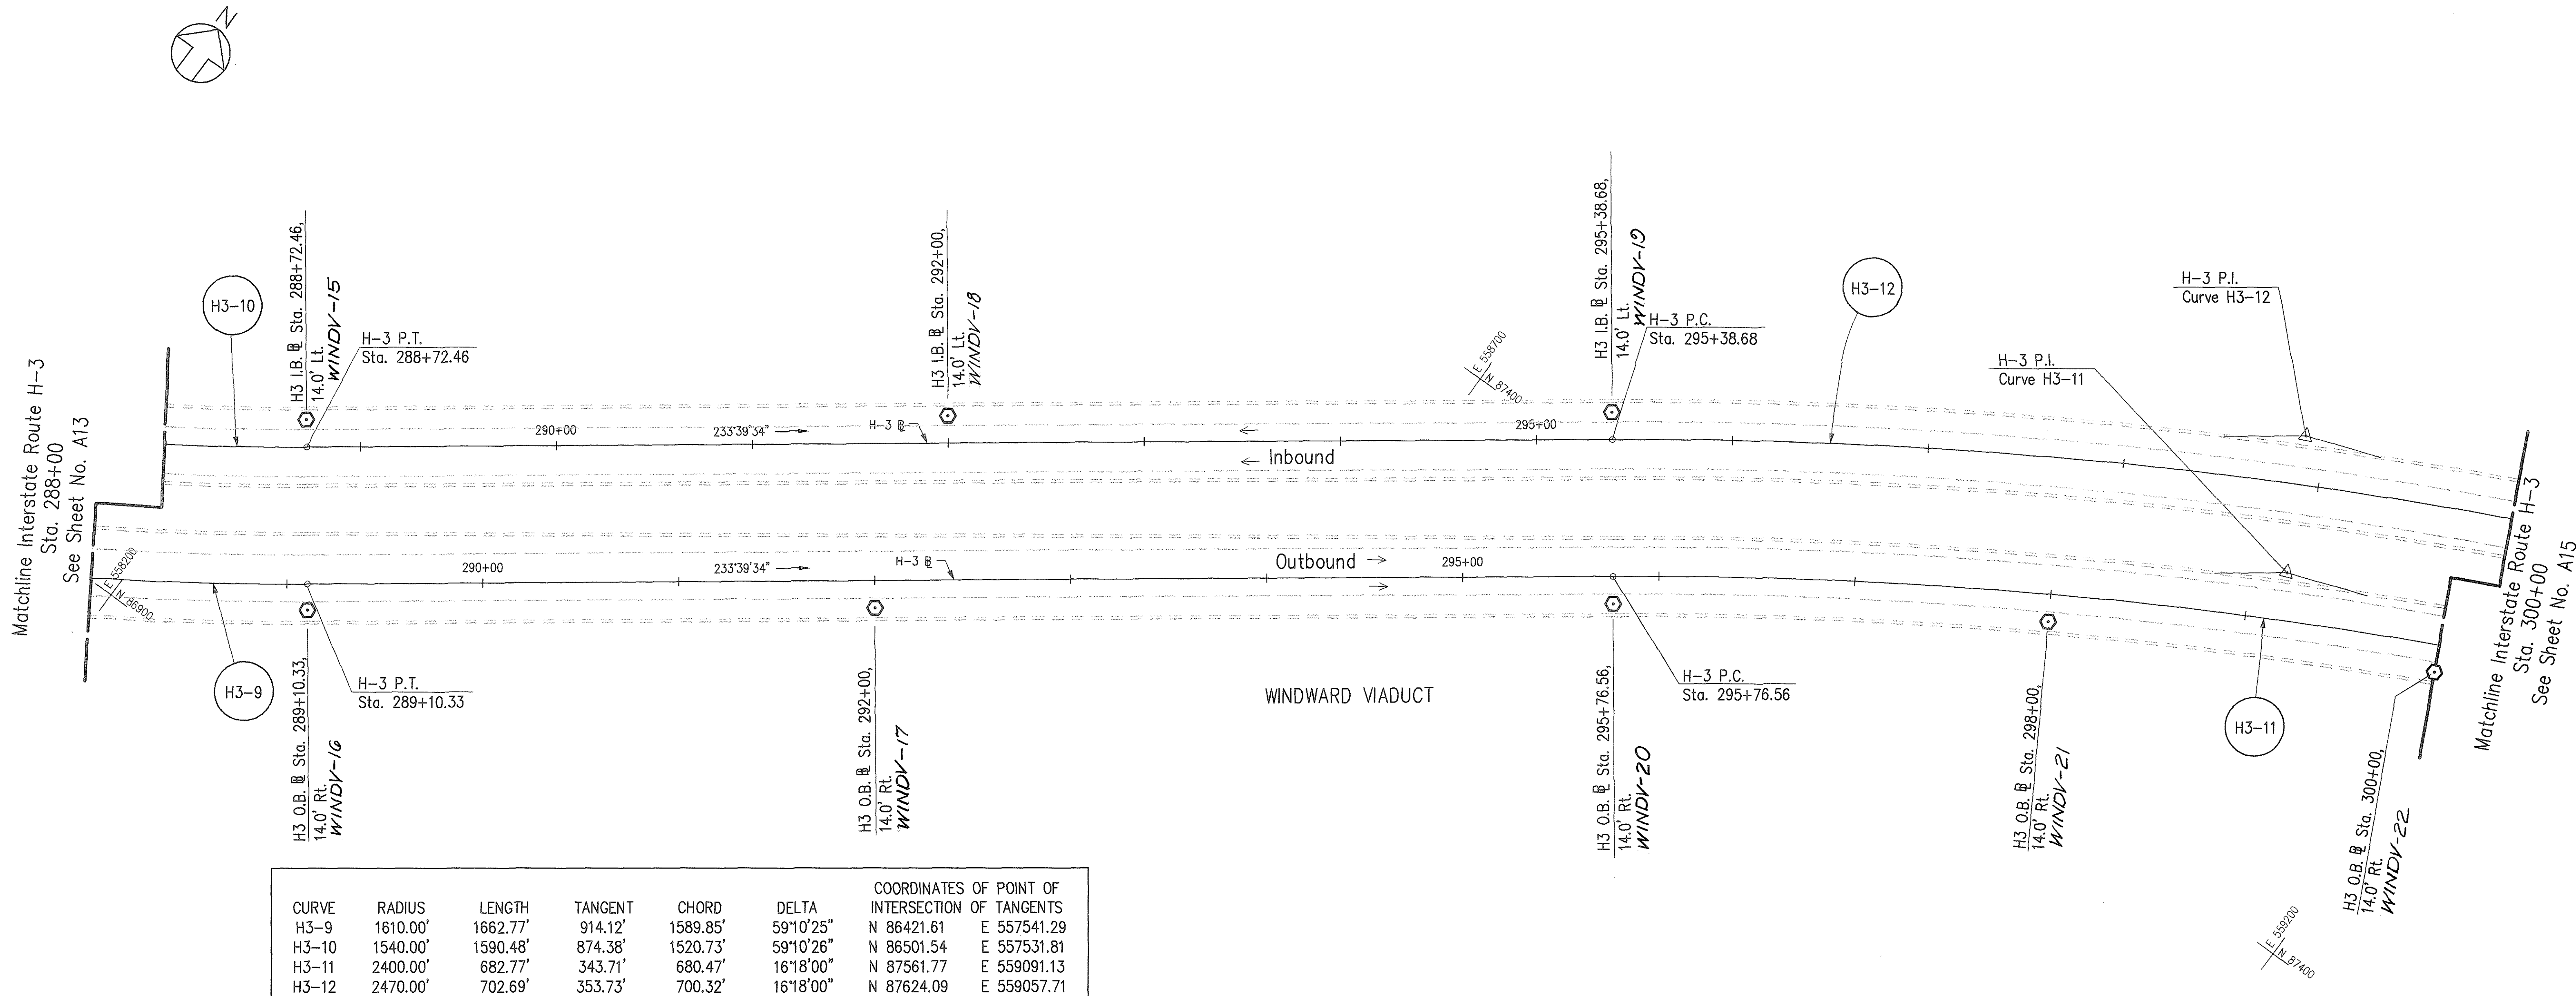 N
H3-10
H3 I.B. BL Sta. 288+72.46,
14.0' Lt.
WINDV-15
H-3 P.T.
Sta. 288+72.46
H3 I.B. BL Sta. 292+00,
14.0' Lt.
WINDV-18
H3 I.B. BL Sta. 295+38.68,
14.0' Lt.
WINDV-19
H-3 P.C.
Sta. 295+38.68
H3-12
H-3 P.I.
Curve H3-12
H-3 P.I.
Curve H3-11
E 558700
N 87400
Matchline Interstate Route H-3
Sta. 288+00
See Sheet No. A13
290+00
233°39'34"
H-3 BL
295+00
Inbound
Outbound
290+00
233°39'34"
H-3 BL
295+00
E 558200
N 86900
Matchline Interstate Route H-3
Sta. 300+00
See Sheet No. A15
H3-9
H3 O.B. BL Sta. 289+10.33,
14.0' Rt.
WINDV-16
H-3 P.T.
Sta. 289+10.33
H3 O.B. BL Sta. 292+00,
14.0' Rt.
WINDV-17
WINDWARD VIADUCT
H3 O.B. BL Sta. 295+76.56,
14.0' Rt.
WINDV-20
H-3 P.C.
Sta. 295+76.56
H3 O.B. BL Sta. 298+00,
14.0' Rt.
WINDV-21
H3-11
H3 O.B. BL Sta. 300+00,
14.0' Rt.
WINDV-22
E 559200
N 87400
COORDINATES OF POINT OF
CURVE RADIUS LENGTH TANGENT CHORD DELTA INTERSECTION OF TANGENTS
H3-9 1610.00' 1662.77' 914.12' 1589.85' 59°10'25" N 86421.61 E 557541.29
H3-10 1540.00' 1590.48' 874.38' 1520.73' 59°10'26" N 86501.54 E 557531.81
H3-11 2400.00' 682.77' 343.71' 680.47' 16°18'00" N 87561.77 E 559091.13
H3-12 2470.00' 702.69' 353.73' 700.32' 16°18'00" N 87624.09 E 559057.71